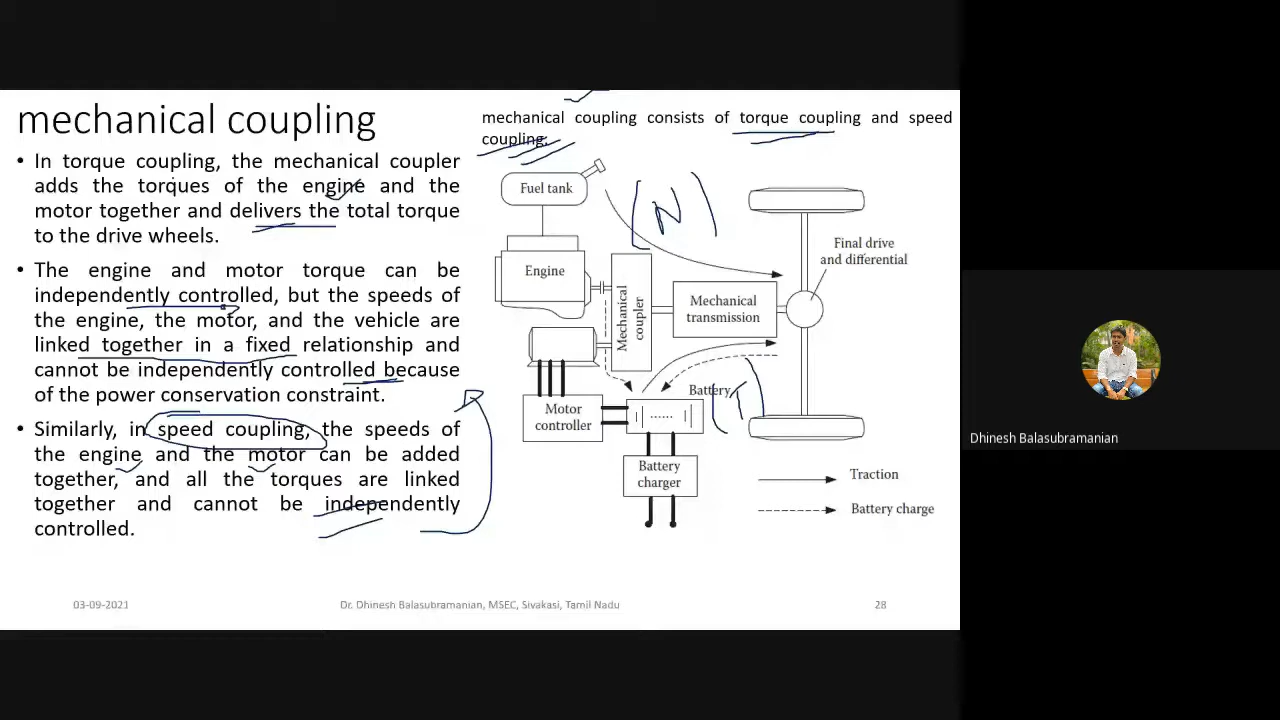 mechanical coupling
• In torque coupling, the mechanical coupler
adds the torques of the engine and the
motor together and delivers the total torque
to the drive wheels.
• The engine and motor torque can be
independently controlled, but the speeds of
the engine, the motor, and the vehicle are
linked together in a fixed relationship and
cannot be independently controlled because
of the power conservation constraint.
• Similarly, in speed coupling, the speeds of
the engine and the motor can be added
together, and all the torques are linked
together and cannot be independently
controlled.
mechanical coupling consists of torque coupling and speed
coupling.
Fuel tank
(N)
Engine
Mechanical
coupler
Mechanical
transmission
Final drive
and differential
Motor
controller
Battery
(T)
Battery
charger
Traction
Battery charge
03-09-2021
Dr. Dhinesh Balasubramanian, MSEC, Sivakasi, Tamil Nadu
28
Dhinesh Balasubramanian